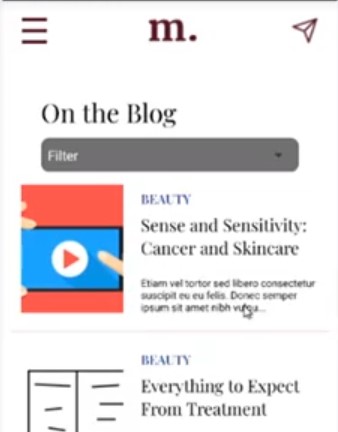 m.
On the Blog
Filter
BEAUTY
Sense and Sensitivity:
Cancer and Skincare
Etiam vel tortor sed libero consectetur
suscipit eu eu felis. Donec semper
ipsum sit amet nibh
BEAUTY
Everything to Expect
From Treatment